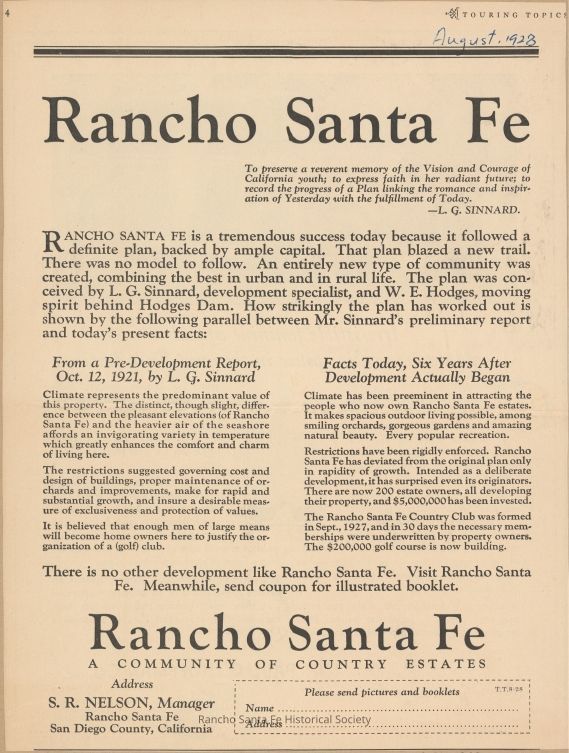 4
TOURING TOPICS
August. 1928
Rancho Santa Fe
To preserve a reverent memory of the Vision and Courage of
California youth; to express faith in her radiant future; to
record the progress of a Plan linking the romance and inspir-
ation of Yesterday with the fulfillment of Today.
—L. G. SINNARD.
RANCHO SANTA FE is a tremendous success today because it followed a
definite plan, backed by ample capital. That plan blazed a new trail.
There was no model to follow. An entirely new type of community was
created, combining the best in urban and in rural life. The plan was con-
ceived by L. G. Sinnard, development specialist, and W. E. Hodges, moving
spirit behind Hodges Dam. How strikingly the plan has worked out is
shown by the following parallel between Mr. Sinnard's preliminary report
and today's present facts:
From a Pre-Development Report,
Oct. 12, 1921, by L. G. Sinnard
Climate represents the predominant value of
this property. The distinct, though slight, differ-
ence between the pleasant elevations (of Rancho
Santa Fe) and the heavier air of the seashore
affords an invigorating variety in temperature
which greatly enhances the comfort and charm
of living here.
The restrictions suggested governing cost and
design of buildings, proper maintenance of or-
chards and improvements, make for rapid and
substantial growth, and insure a desirable meas-
ure of exclusiveness and protection of values.
It is believed that enough men of large means
will become home owners here to justify the or-
ganization of a (golf) club.
Facts Today, Six Years After
Development Actually Began
Climate has been preeminent in attracting the
people who now own Rancho Santa Fe estates.
It makes spacious outdoor living possible, among
smiling orchards, gorgeous gardens and amazing
natural beauty. Every popular recreation.
Restrictions have been rigidly enforced. Rancho
Santa Fe has deviated from the original plan only
in rapidity of growth. Intended as a deliberate
development, it has surprised even its originators.
There are now 200 estate owners, all developing
their property, and $5,000,000 has been invested.
The Rancho Santa Fe Country Club was formed
in Sept., 1927, and in 30 days the necessary mem-
berships were underwritten by property owners.
The $200,000 golf course is now building.
There is no other development like Rancho Santa Fe. Visit Rancho Santa
Fe. Meanwhile, send coupon for illustrated booklet.
Rancho Santa Fe
A COMMUNITY OF COUNTRY ESTATES
Address
S. R. NELSON, Manager
Rancho Santa Fe
San Diego County, California
Please send pictures and booklets
T.T. 8-28
Name
Address
Rancho Santa Fe Historical Society